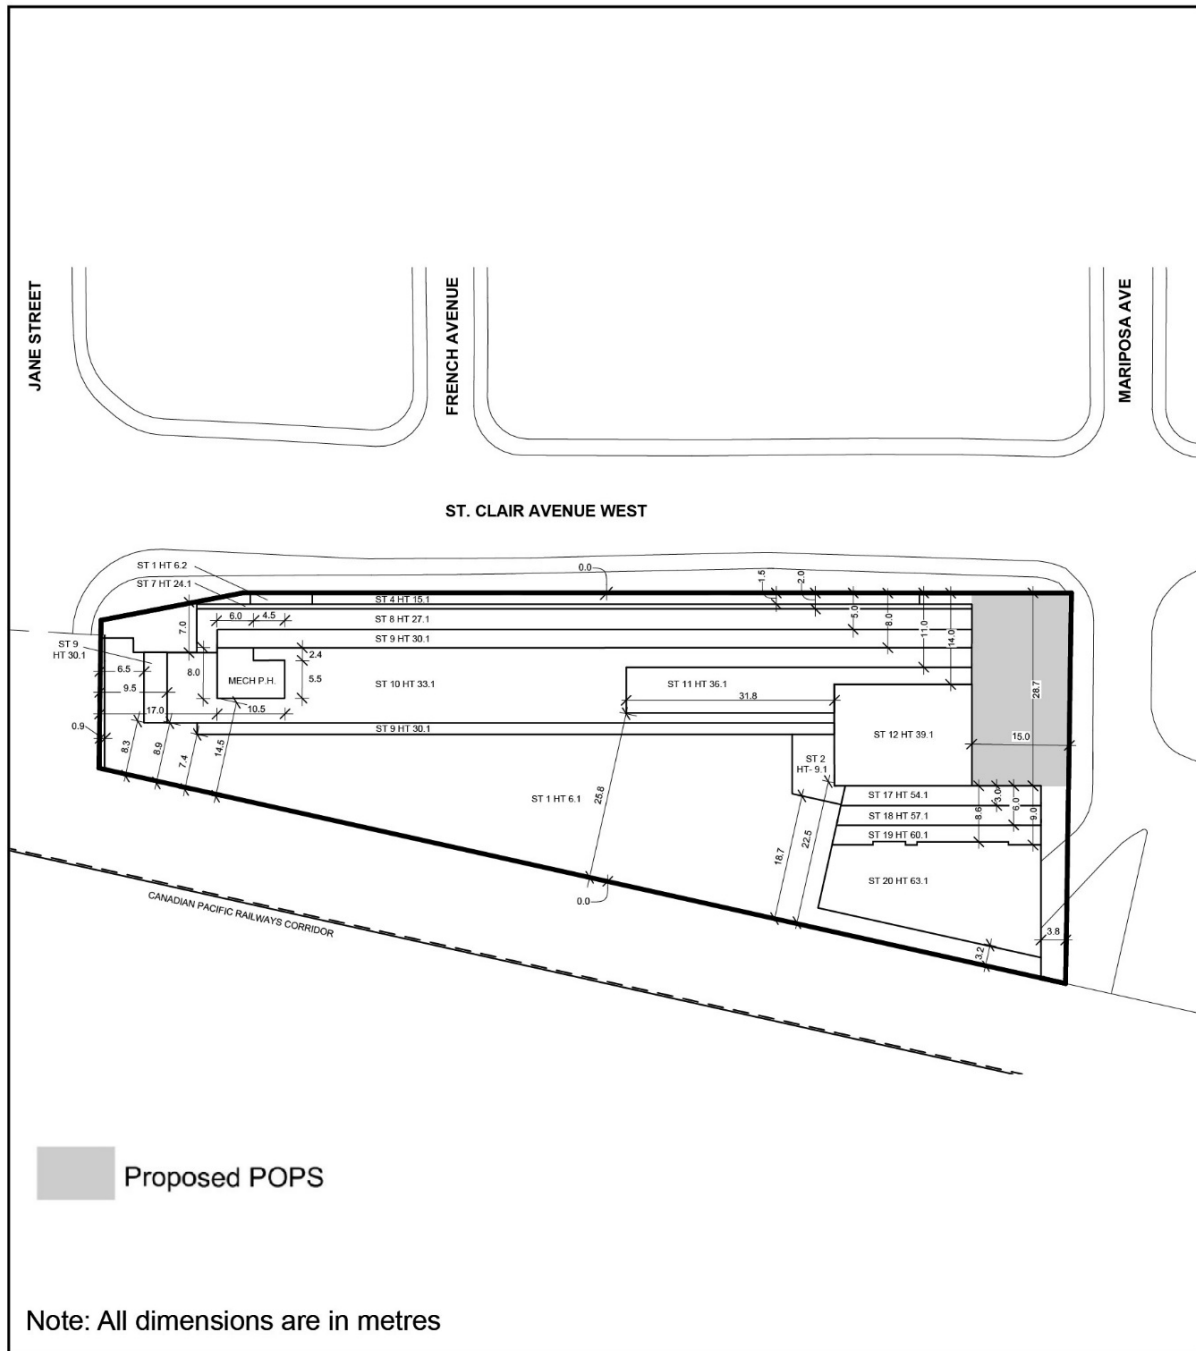 JANE STREET
FRENCH AVENUE
MARIPOSA AVE
ST. CLAIR AVENUE WEST
ST 1 HT 6.2
ST 7 HT 24.1
0.0
1.5
2.0
ST 4 HT 15.1
7.0
6.0
4.5
ST 8 HT 27.1
5.0
8.0
11.0
14.0
ST 9
HT 30.1
ST 9 HT 30.1
2.4
6.5
8.0
MECH P.H.
5.5
ST 10 HT 33.1
ST 11 HT 36.1
28.7
9.5
31.8
17.0
10.5
0.9
8.3
8.9
7.4
14.5
ST 9 HT 30.1
ST 12 HT 39.1
15.0
ST 2
HT- 9.1
ST 1 HT 6.1
25.8
ST 17 HT 54.1
3.0
6.0
8.6
9.0
ST 18 HT 57.1
ST 19 HT 60.1
18.7
22.5
ST 20 HT 63.1
0.0
CANADIAN PACIFIC RAILWAYS CORRIDOR
3.8
3.2
Proposed POPS
Note: All dimensions are in metres